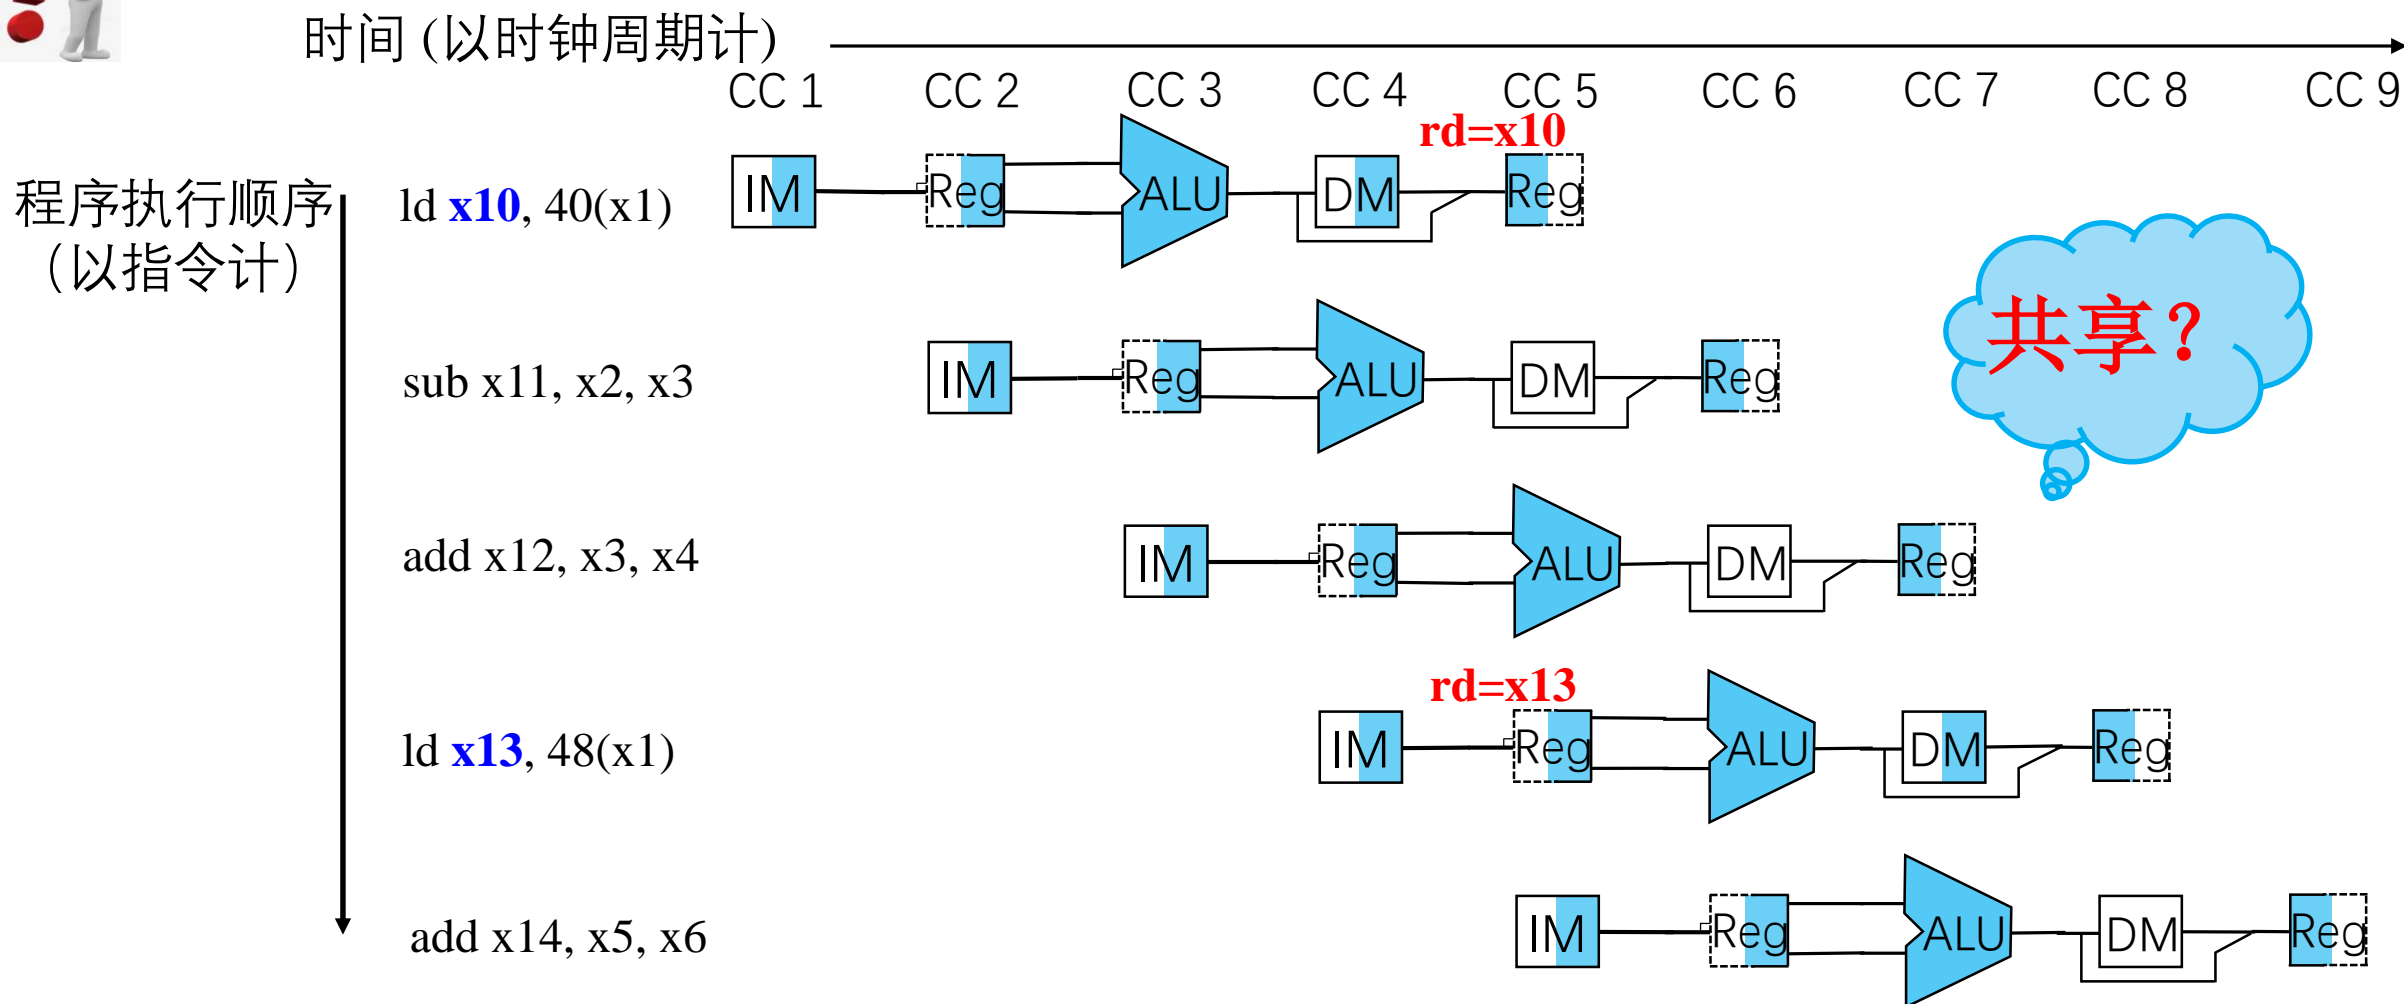 时间 (以时钟周期计)
CC 1 CC 2 CC 3 CC 4 CC 5 CC 6 CC 7 CC 8 CC 9
rd=x10
程序执行顺序
（以指令计）
ld x10, 40(x1) IM Reg ALU DM Reg
共享？
sub x11, x2, x3 IM Reg ALU DM Reg
add x12, x3, x4 IM Reg ALU DM Reg
rd=x13
ld x13, 48(x1) IM Reg ALU DM Reg
add x14, x5, x6 IM Reg ALU DM Reg